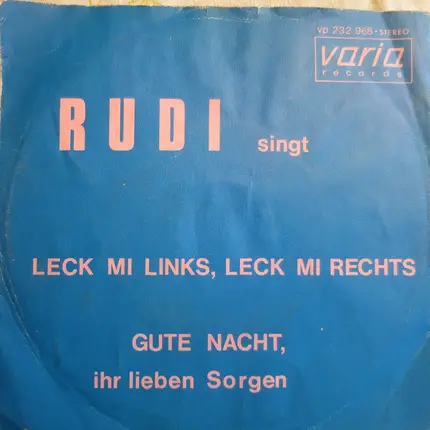 VD 232 968 - STEREO
varia
records
RUDI singt
LECK MI LINKS, LECK MI RECHTS
GUTE NACHT,
ihr lieben Sorgen